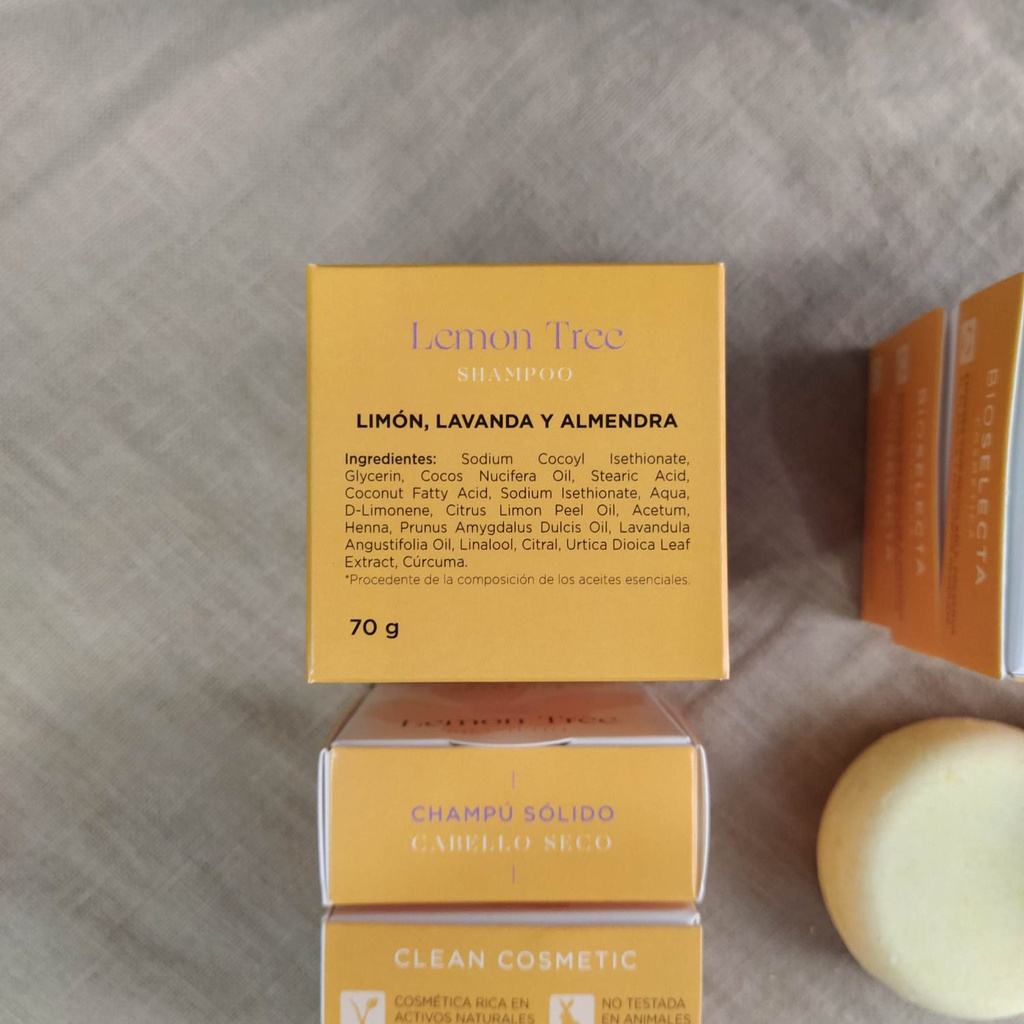 Lemon Tree
SHAMPOO
LIMÓN, LAVANDA Y ALMENDRA
Ingredientes: Sodium Cocoyl Isethionate,
Glycerin, Cocos Nucifera Oil, Stearic Acid,
Coconut Fatty Acid, Sodium Isethionate, Aqua,
D-Limonene, Citrus Limon Peel Oil, Acetum,
Henna, Prunus Amygdalus Dulcis Oil, Lavandula
Angustifolia Oil, Linalool, Citral, Urtica Dioica Leaf
Extract, Cúrcuma.
*Procedente de la composición de los aceites esenciales.
70 g
Lemon Tree
CHAMPÚ SÓLIDO
CABELLO SECO
CLEAN COSMETIC
COSMÉTICA RICA EN
ACTIVOS NATURALES
NO TESTADA
EN ANIMALES
BIOSELECTA
BIOSELECTA
BIOSELECTA